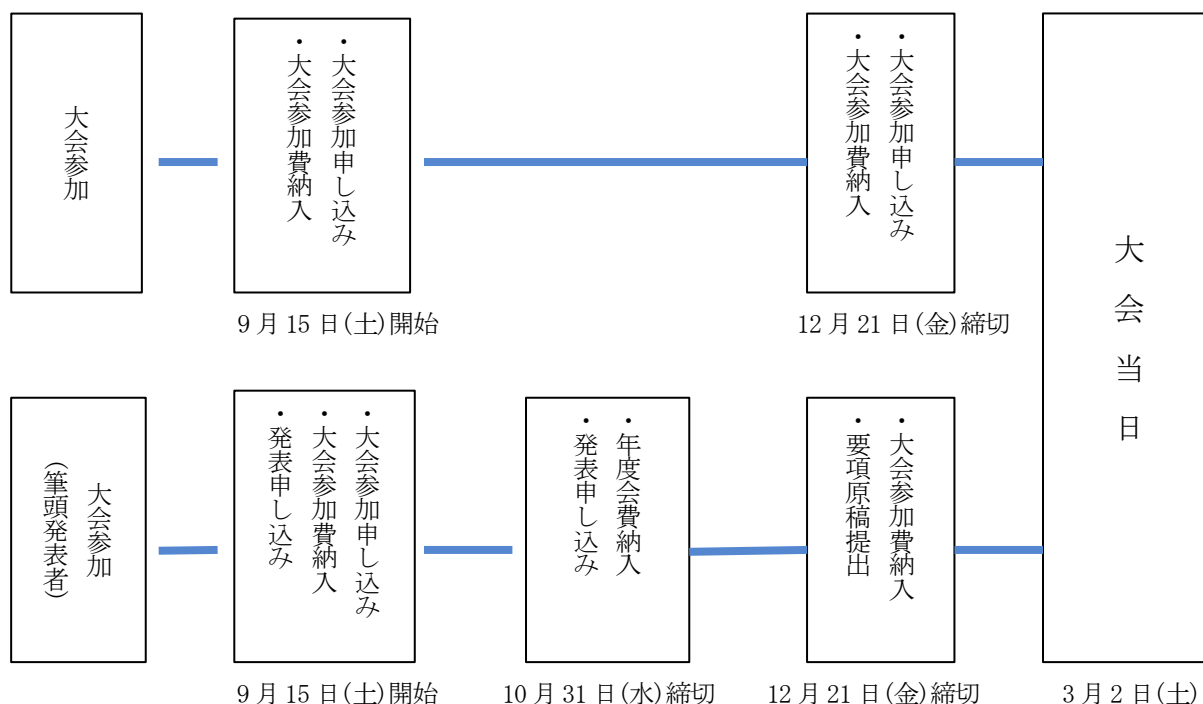 大会参加
・大会参加申し込み
・大会参加費納入
9月15日(土)開始
・大会参加申し込み
・大会参加費納入
12月21日(金)締切
大会参加
(筆頭発表者)
・大会参加申し込み
・大会参加費納入
・発表申し込み
9月15日(土)開始
・年度会費納入
・発表申し込み
10月31日(水)締切
・大会参加費納入
・要項原稿提出
12月21日(金)締切
大会当日
3月2日(土)